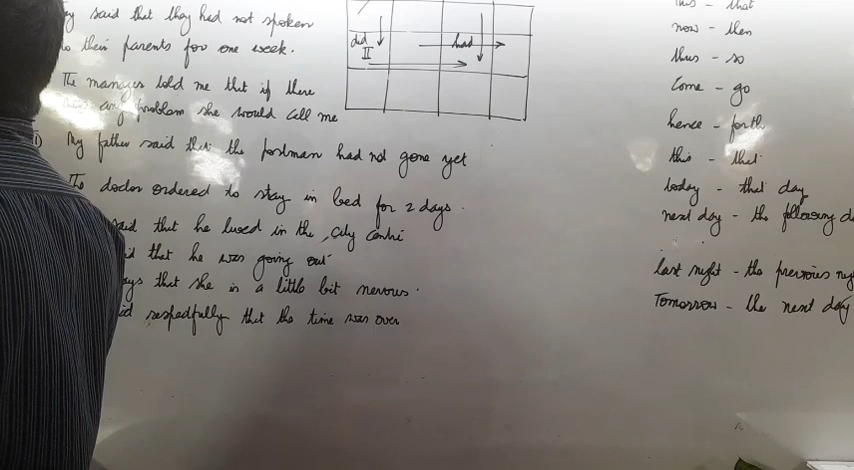 said that they had not spoken
their parents for one week.
The manager told me that if there
any problem she would call me
My father said that the postman had not gone yet
The doctor ordered to stay in bed for 2 days.
said that he lived in the city centre
that he was going out
that she is a little bit nervous.
respectfully that the time was over
did
II
had
This - that
now - then
thus - so
Come - go
hence - forth
this - that
today - that day
next day - the following
last night - the previous
Tomorrow - the next day